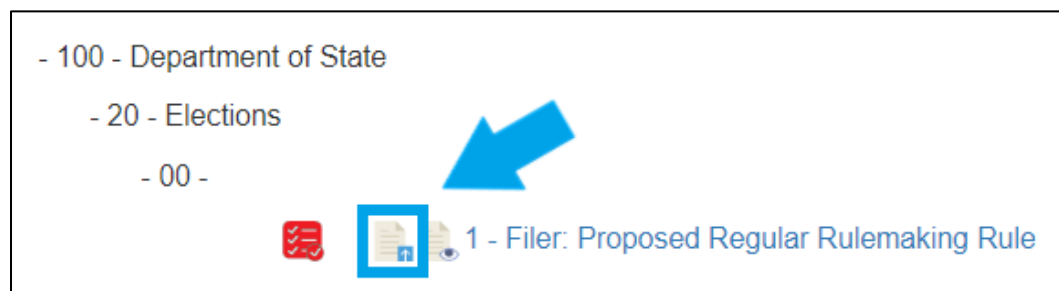 - 100 - Department of State
- 20 - Elections
- 00 -
1 - Filer: Proposed Regular Rulemaking Rule